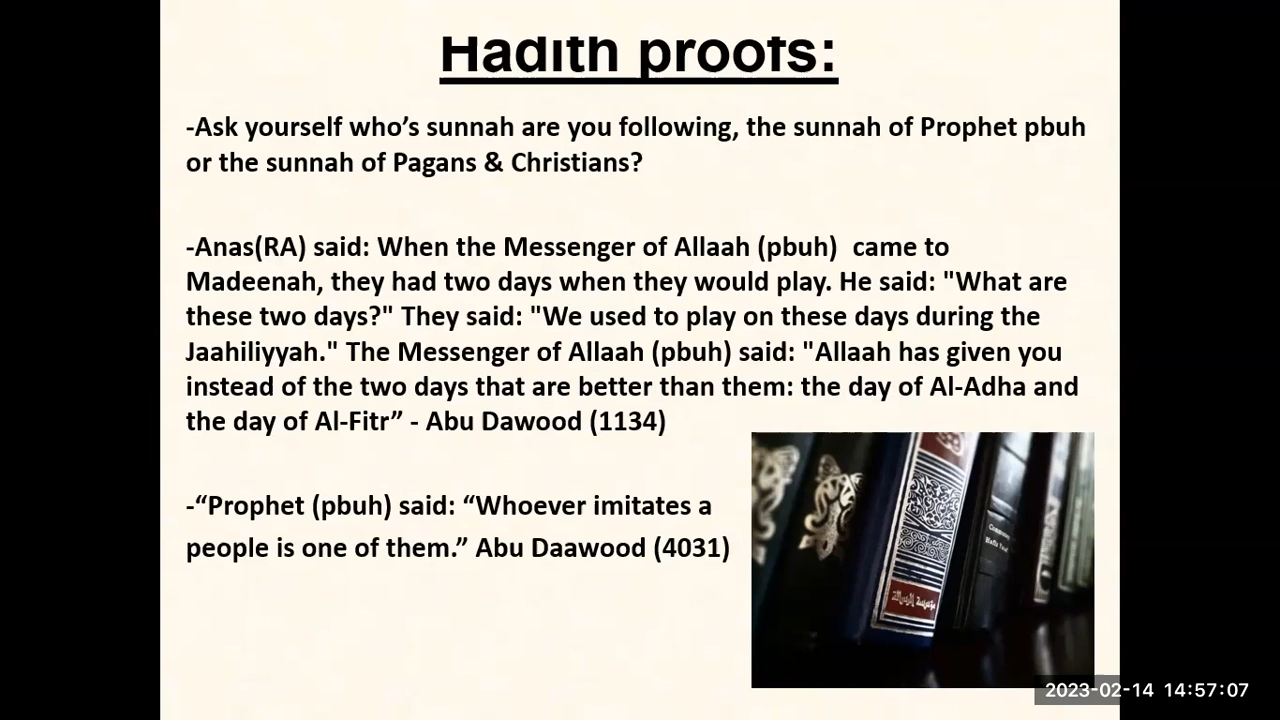 Hadith proofs:
-Ask yourself who’s sunnah are you following, the sunnah of Prophet pbuh
or the sunnah of Pagans & Christians?
-Anas(RA) said: When the Messenger of Allaah (pbuh)  came to
Madeenah, they had two days when they would play. He said: "What are
these two days?" They said: "We used to play on these days during the
Jaahiliyyah." The Messenger of Allaah (pbuh) said: "Allaah has given you
instead of the two days that are better than them: the day of Al-Adha and
the day of Al-Fitr” - Abu Dawood (1134)
-“Prophet (pbuh) said: “Whoever imitates a
people is one of them.” Abu Daawood (4031)
مؤسسة الرسالة
2023-02-14 14:57:07